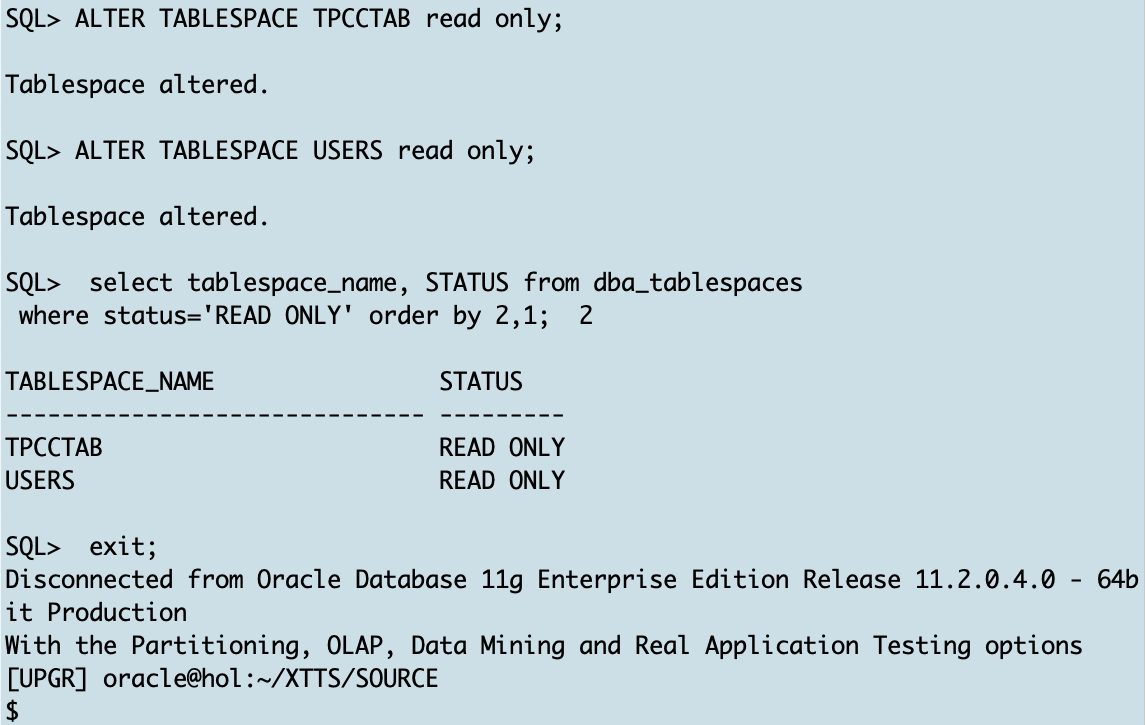 SQL> ALTER TABLESPACE TPCCTAB read only;
Tablespace altered.
SQL> ALTER TABLESPACE USERS read only;
Tablespace altered.
SQL>  select tablespace_name, STATUS from dba_tablespaces
 where status='READ ONLY' order by 2,1;  2
TABLESPACE_NAME                STATUS
------------------------------ ---------
TPCCTAB                        READ ONLY
USERS                          READ ONLY
SQL>  exit;
Disconnected from Oracle Database 11g Enterprise Edition Release 11.2.0.4.0 - 64b
it Production
With the Partitioning, OLAP, Data Mining and Real Application Testing options
[UPGR] oracle@hol:~/XTTS/SOURCE
$